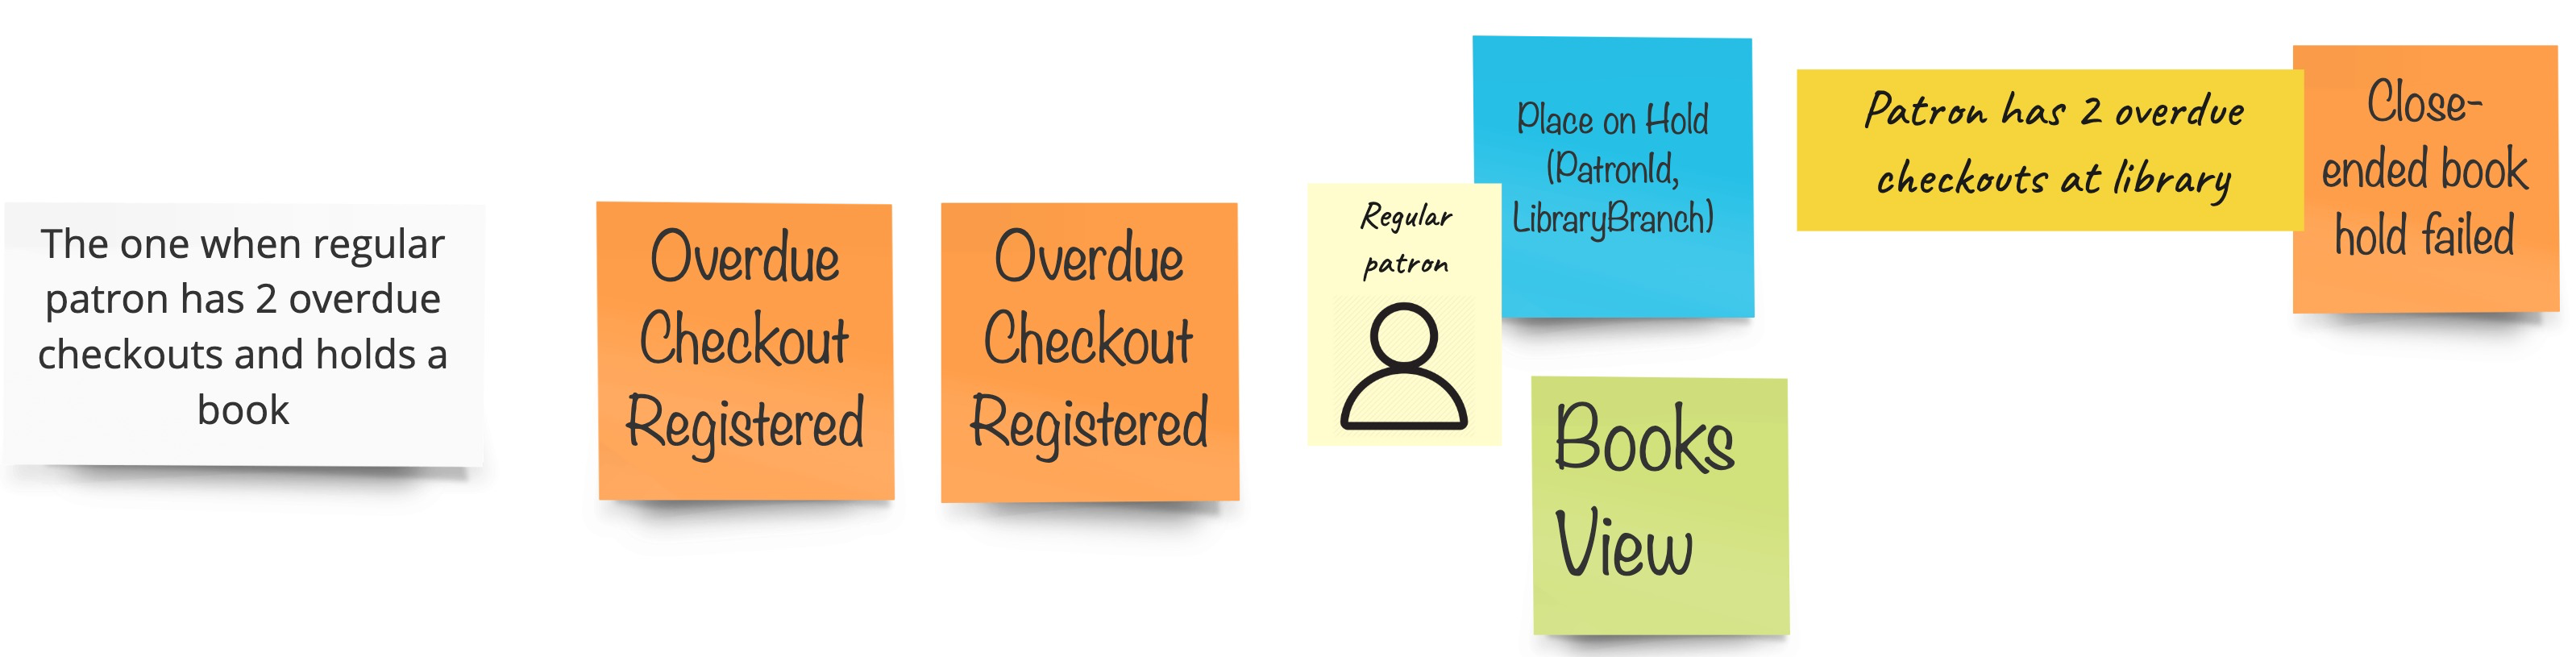 The one when regular
patron has 2 overdue
checkouts and holds a
book
Overdue
Checkout
Registered
Overdue
Checkout
Registered
Regular
patron
Place on Hold
(PatronId,
LibraryBranch)
Books
View
Patron has 2 overdue
checkouts at library
Close-
ended book
hold failed